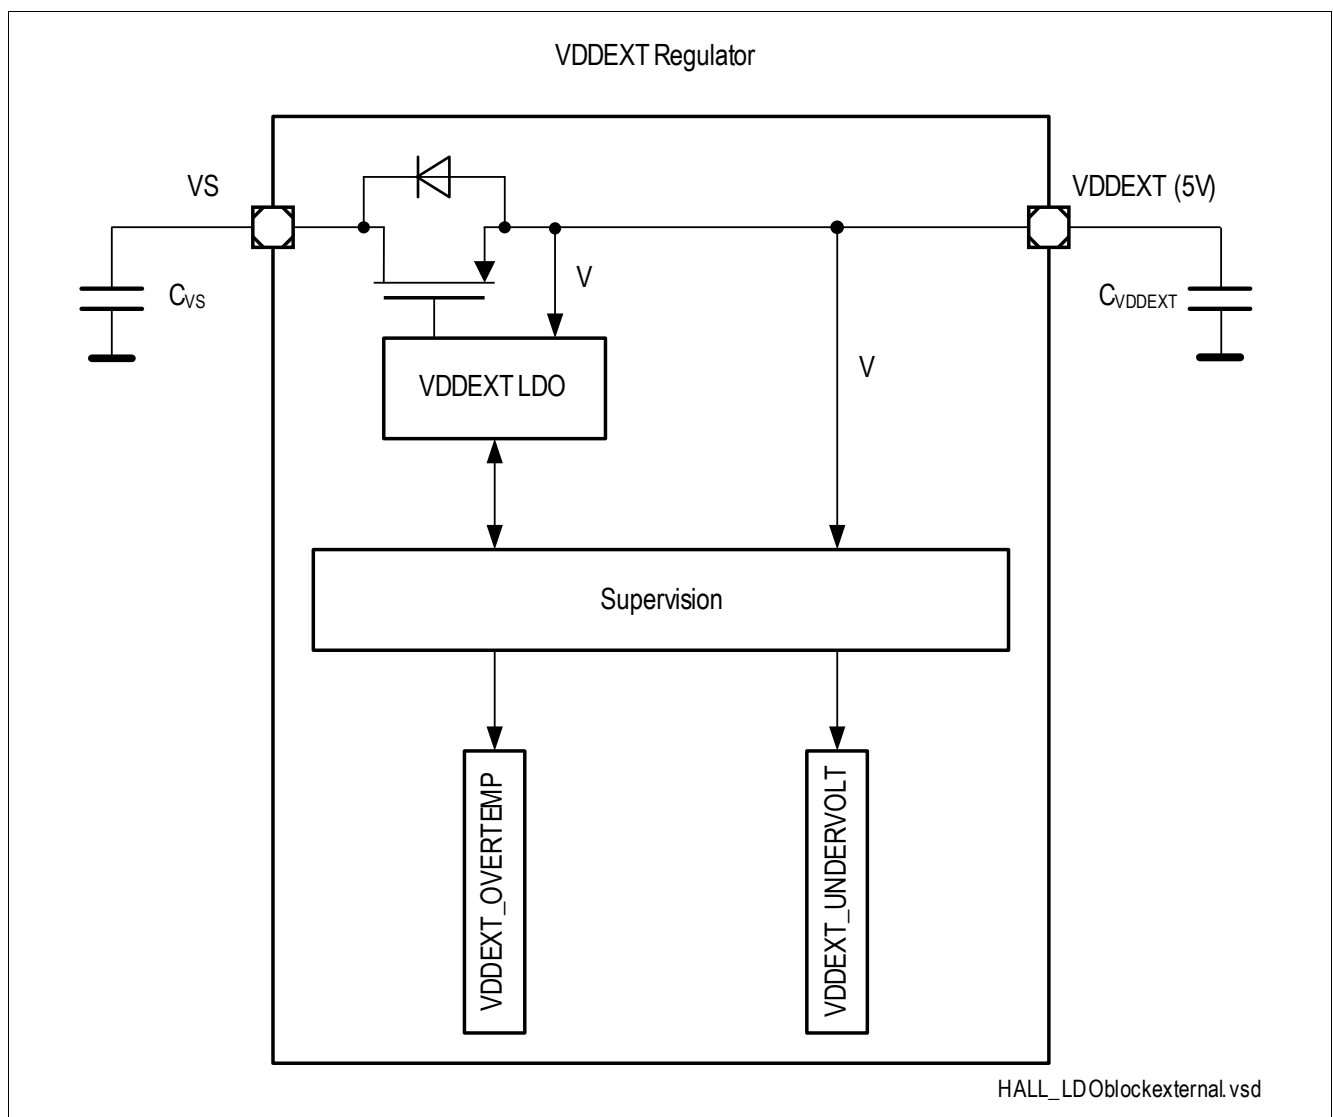 VDDEXT Regulator
VS
VDDEXT (5V)
CVS
V
CVDDEXT
VDDEXT LDO
V
Supervision
VDDEXT_OVERTEMP
VDDEXT_UNDERVOLT
HALL_LDOblockexternal.vsd